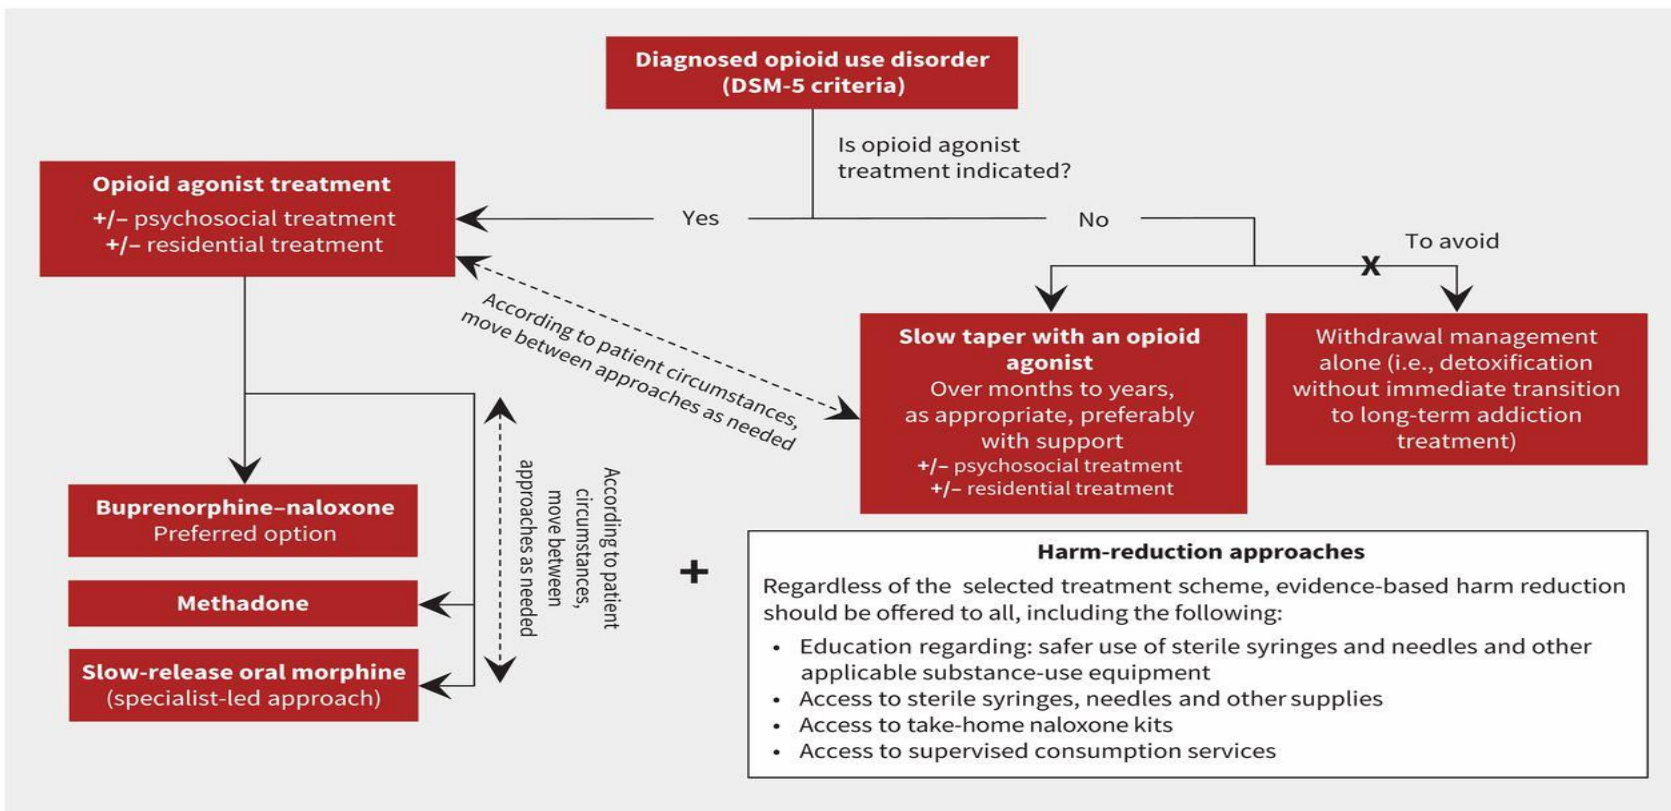 Diagnosed opioid use disorder
(DSM-5 criteria)
Is opioid agonist
treatment indicated?
Opioid agonist treatment
+/– psychosocial treatment
+/– residential treatment
Yes
No
To avoid
According to patient circumstances,
move between approaches as needed
Slow taper with an opioid
agonist
Over months to years,
as appropriate, preferably
with support
+/– psychosocial treatment
+/– residential treatment
Withdrawal management
alone (i.e., detoxification
without immediate transition
to long-term addiction
treatment)
Buprenorphine–naloxone
Preferred option
Methadone
Slow-release oral morphine
(specialist-led approach)
According to patient
circumstances,
move between
approaches as needed
+
Harm-reduction approaches
Regardless of the selected treatment scheme, evidence-based harm reduction
should be offered to all, including the following:
• Education regarding: safer use of sterile syringes and needles and other
applicable substance-use equipment
• Access to sterile syringes, needles and other supplies
• Access to take-home naloxone kits
• Access to supervised consumption services